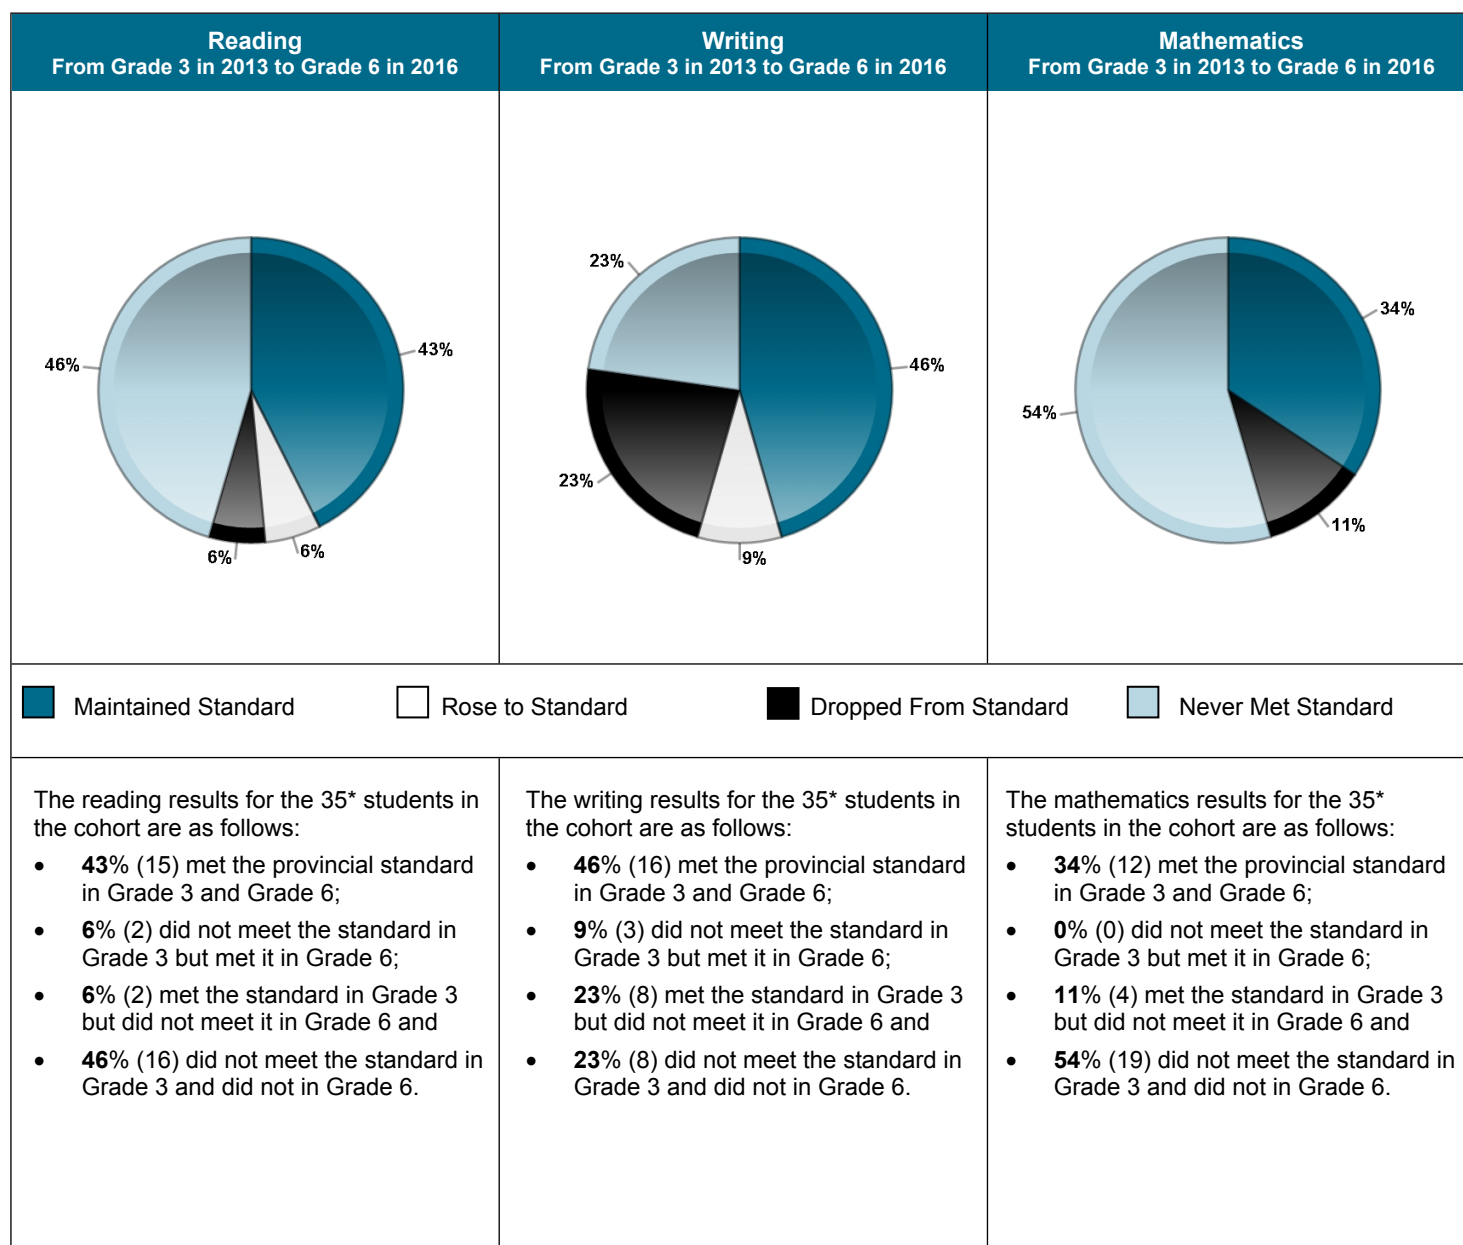 Reading
From Grade 3 in 2013 to Grade 6 in 2016
Writing
From Grade 3 in 2013 to Grade 6 in 2016
Mathematics
From Grade 3 in 2013 to Grade 6 in 2016
46%
43%
6%
6%
23%
46%
23%
9%
34%
54%
11%
Maintained Standard
Rose to Standard
Dropped From Standard
Never Met Standard
The reading results for the 35* students in
the cohort are as follows:
• 43% (15) met the provincial standard
in Grade 3 and Grade 6;
• 6% (2) did not meet the standard in
Grade 3 but met it in Grade 6;
• 6% (2) met the standard in Grade 3
but did not meet it in Grade 6 and
• 46% (16) did not meet the standard in
Grade 3 and did not in Grade 6.
The writing results for the 35* students in
the cohort are as follows:
• 46% (16) met the provincial standard
in Grade 3 and Grade 6;
• 9% (3) did not meet the standard in
Grade 3 but met it in Grade 6;
• 23% (8) met the standard in Grade 3
but did not meet it in Grade 6 and
• 23% (8) did not meet the standard in
Grade 3 and did not in Grade 6.
The mathematics results for the 35*
students in the cohort are as follows:
• 34% (12) met the provincial standard
in Grade 3 and Grade 6;
• 0% (0) did not meet the standard in
Grade 3 but met it in Grade 6;
• 11% (4) met the standard in Grade 3
but did not meet it in Grade 6 and
• 54% (19) did not meet the standard in
Grade 3 and did not in Grade 6.